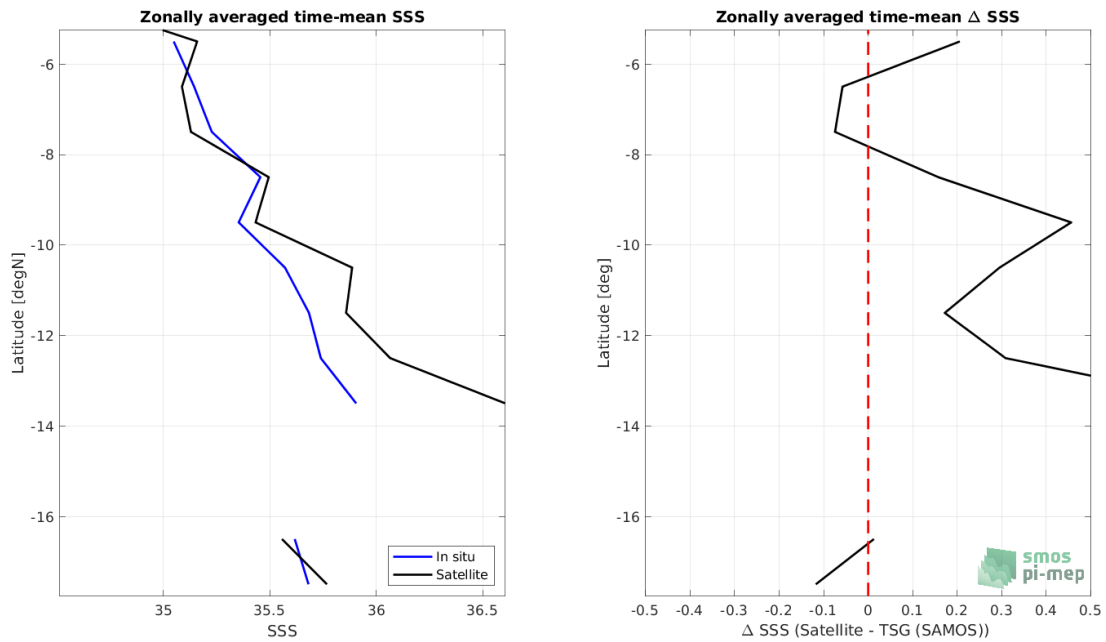 Zonally averaged time-mean SSS
-6
-8
-10
-12
-14
-16
Latitude [degN]
35
35.5
36
36.5
SSS
In situ
Satellite
Zonally averaged time-mean Δ SSS
-6
-8
-10
-12
-14
-16
Latitude [deg]
-0.5 -0.4 -0.3 -0.2 -0.1 0 0.1 0.2 0.3 0.4 0.5
Δ SSS (Satellite - TSG (SAMOS))
smos
pi-mep